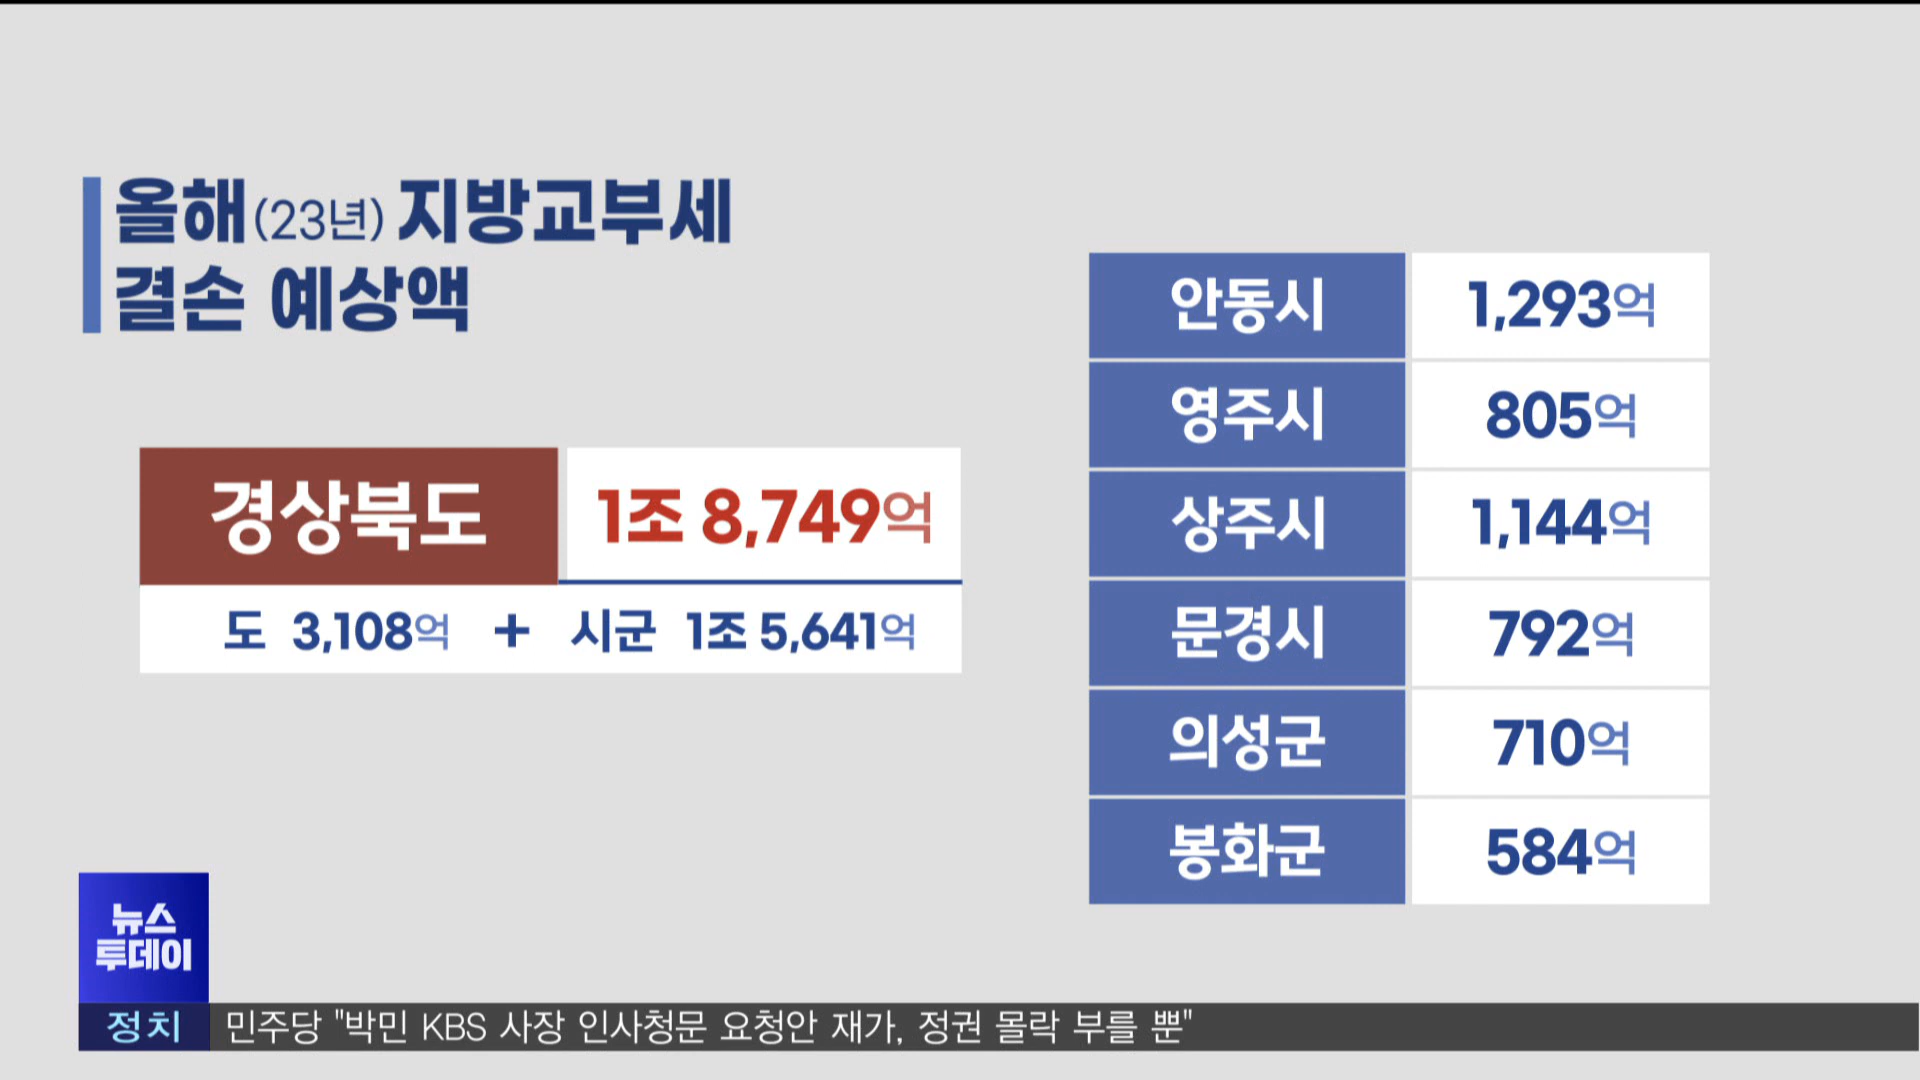 올해(23년) 지방교부세
결손 예상액
경상북도 1조 8,749억
도 3,108억 + 시군 1조 5,641억
안동시 1,293억
영주시 805억
상주시 1,144억
문경시 792억
의성군 710억
봉화군 584억
뉴스
투데이
정치 민주당 "박민 KBS 사장 인사청문 요청안 재가, 정권 몰락 부를 뿐"